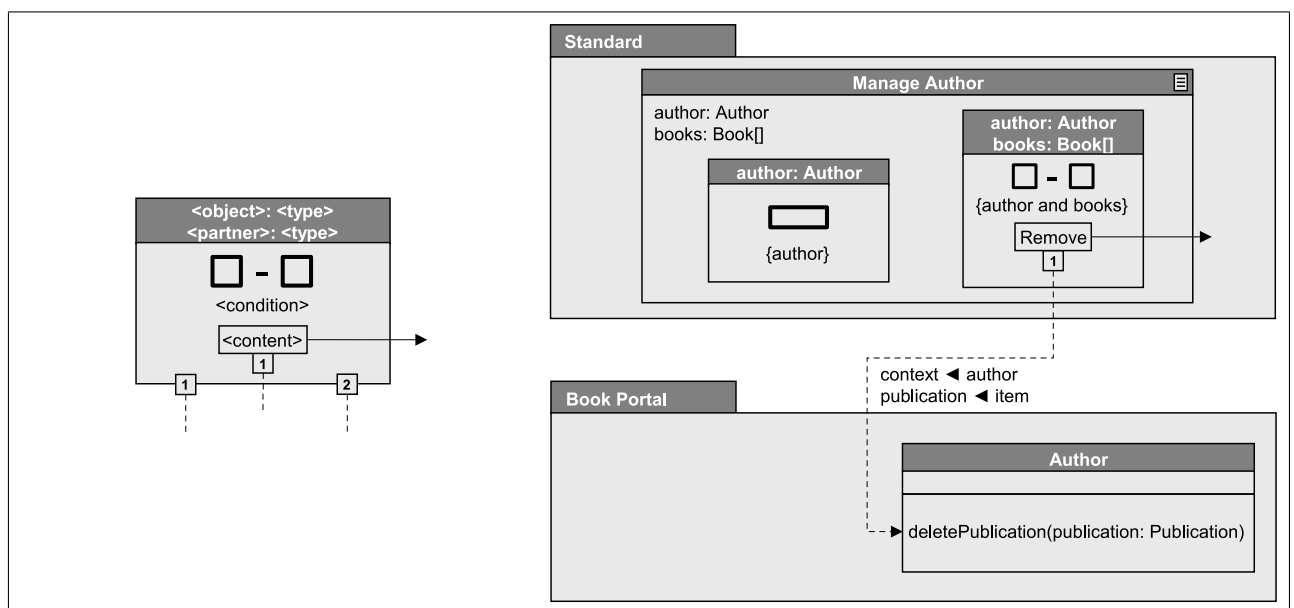 <object>: <type>
<partner>: <type>
<condition>
<content>
1
1
2
Standard
Manage Author
author: Author
books: Book[]
author: Author
{author}
author: Author
books: Book[]
{author and books}
Remove
1
context ◄ author
publication ◄ item
Book Portal
Author
deletePublication(publication: Publication)